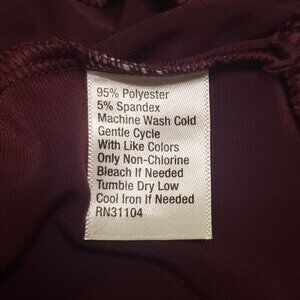 95% Polyester
5% Spandex
Machine Wash Cold
Gentle Cycle
With Like Colors
Only Non-Chlorine
Bleach If Needed
Tumble Dry Low
Cool Iron If Needed
RN31104